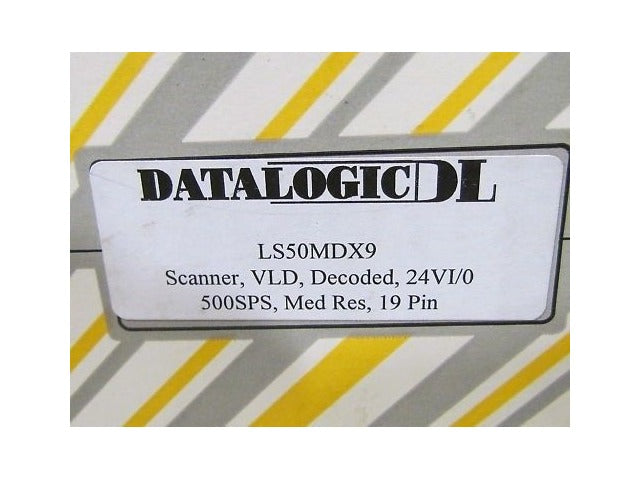 DATALOGIC DL
LS50MDX9
Scanner, VLD, Decoded, 24VI/0
500SPS, Med Res, 19 Pin